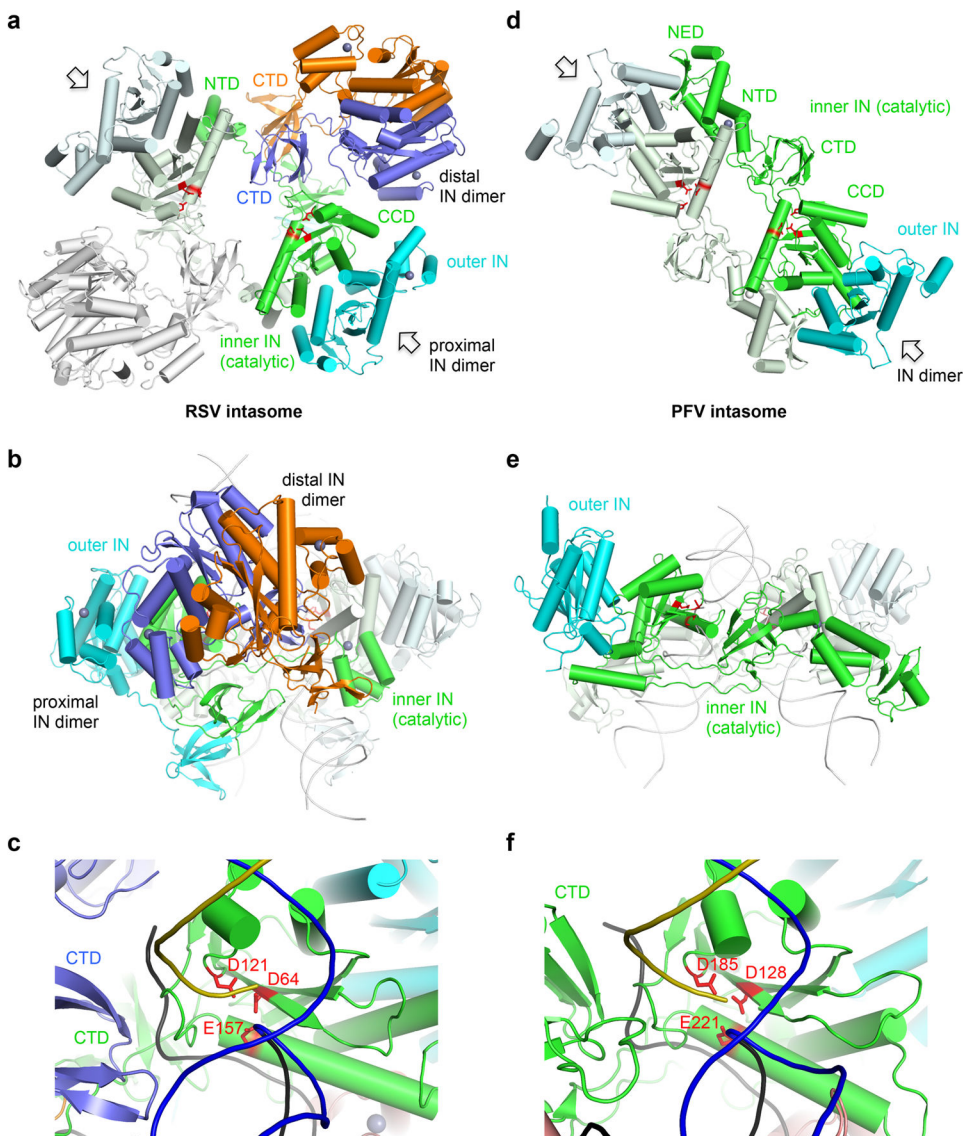 a
NTD
CTD
CTD
distal
IN dimer
CCD
outer IN
inner IN
(catalytic)
proximal
IN dimer
RSV intasome
d
NED
NTD
inner IN (catalytic)
CTD
CCD
outer IN
IN dimer
PFV intasome
b
distal IN
dimer
outer IN
proximal
IN dimer
inner IN
(catalytic)
e
outer IN
inner IN
(catalytic)
c
CTD
CTD
D121
D64
E157
f
CTD
D185
D128
E221